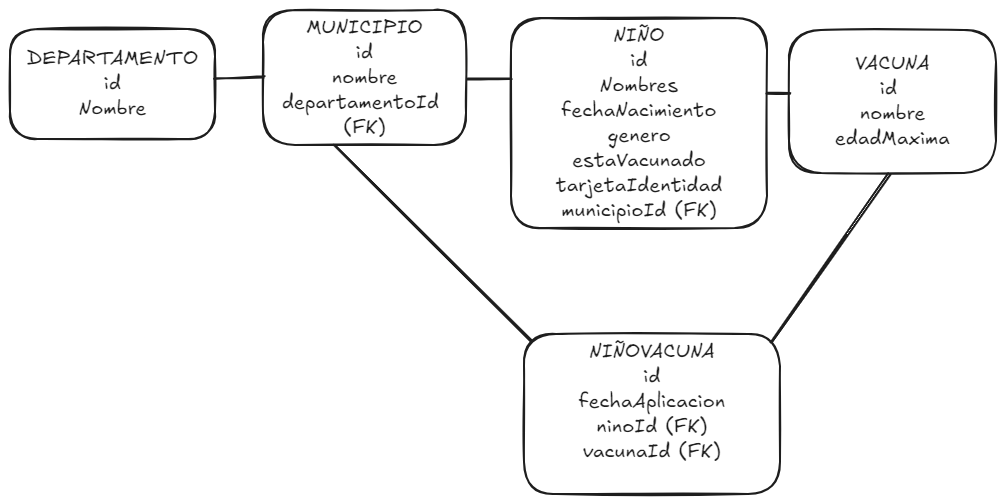 DEPARTAMENTO
id
Nombre
MUNICIPIO
id
nombre
departamentoId
(FK)
NIÑO
id
Nombres
fechaNacimiento
genero
estaVacunado
tarjetaIdentidad
municipioId (FK)
VACUNA
id
nombre
edadMaxima
NIÑOVACUNA
id
fechaAplicacion
ninoId (FK)
vacunaId (FK)